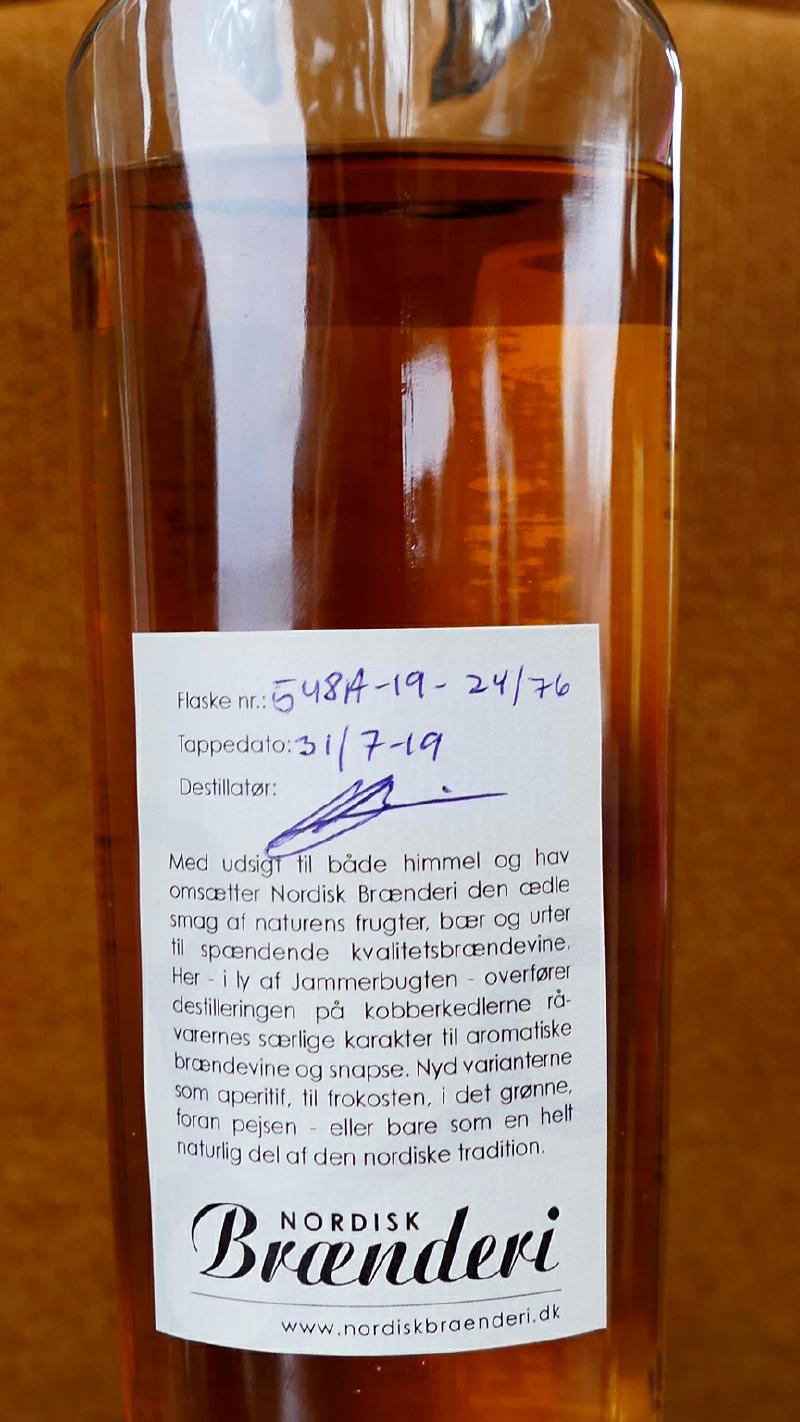 Flaske nr.: 548A-19- 24/76
Tappedato: 31/7-19
Destillatør:
Med udsigt til både himmel og hav
omsætter Nordisk Brænderi den ædle
smag af naturens frugter, bær og urter
til spændende kvalitetsbrændevine.
Her - i ly af Jammerbugten - overfører
destilleringen på kobberkedlerne rå-
varernes særlige karakter til aromatiske
brændevine og snapse. Nyd varianterne
som aperitif, til frokosten, i det grønne,
foran pejsen - eller bare som en helt
naturlig del af den nordiske tradition.
NORDISK
Brænderi
www.nordiskbraenderi.dk